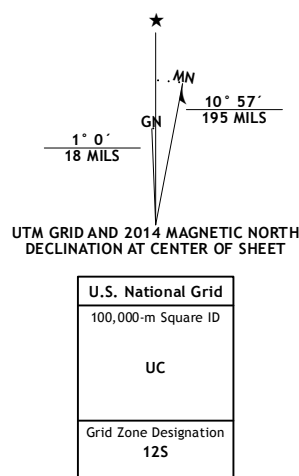 ★
MN
GN
10° 57´
195 MILS
1° 0´
18 MILS
UTM GRID AND 2014 MAGNETIC NORTH
DECLINATION AT CENTER OF SHEET
U.S. National Grid
100,000-m Square ID
UC
Grid Zone Designation
12S